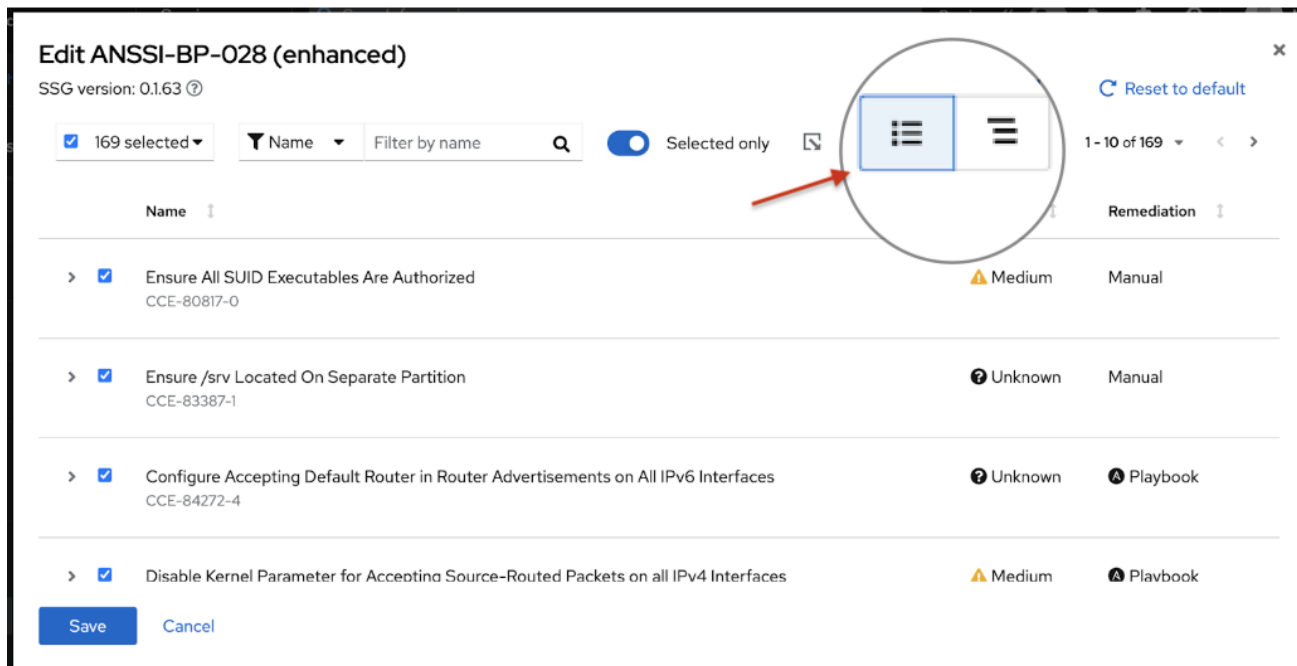 Edit ANSSI-BP-028 (enhanced)
SSG version: 0.1.63
Reset to default
169 selected Name Filter by name Selected only 1 - 10 of 169
Name Remediation
Ensure All SUID Executables Are Authorized Medium Manual
CCE-80817-0
Ensure /srv Located On Separate Partition Unknown Manual
CCE-83387-1
Configure Accepting Default Router in Router Advertisements on All IPv6 Interfaces Unknown Playbook
CCE-84272-4
Disable Kernel Parameter for Accepting Source-Routed Packets on all IPv4 Interfaces Medium Playbook
Save Cancel